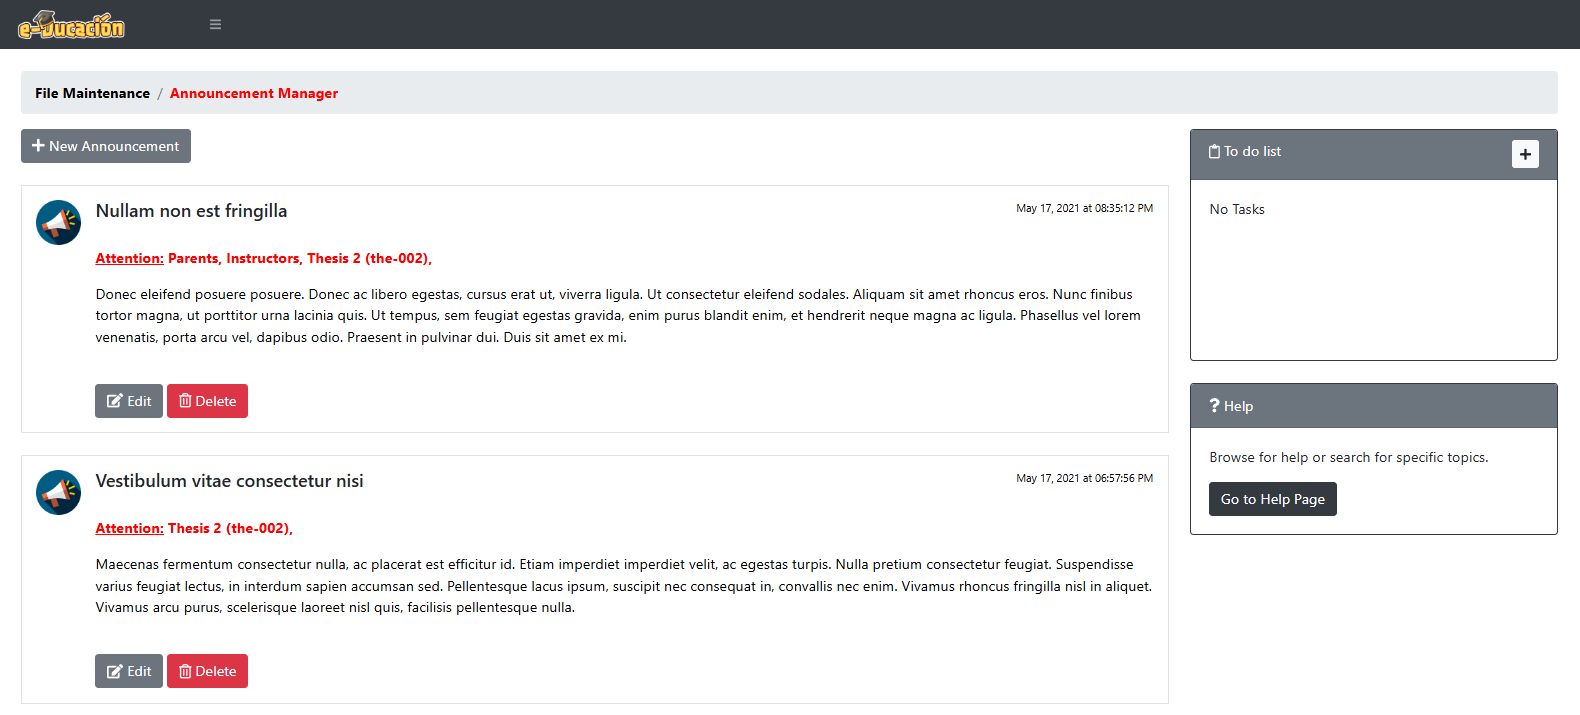 e-Ducación
File Maintenance / Announcement Manager
New Announcement
Nullam non est fringilla
May 17, 2021 at 08:35:12 PM
Attention: Parents, Instructors, Thesis 2 (the-002),
Donec eleifend posuere posuere. Donec ac libero egestas, cursus erat ut, viverra ligula. Ut consectetur eleifend sodales. Aliquam sit amet rhoncus eros. Nunc finibus
tortor magna, ut porttitor urna lacinia quis. Ut tempus, sem feugiat egestas gravida, enim purus blandit enim, et hendrerit neque magna ac ligula. Phasellus vel lorem
venenatis, porta arcu vel, dapibus odio. Praesent in pulvinar dui. Duis sit amet ex mi.
Edit Delete
Vestibulum vitae consectetur nisi
May 17, 2021 at 06:57:56 PM
Attention: Thesis 2 (the-002),
Maecenas fermentum consectetur nulla, ac placerat est efficitur id. Etiam imperdiet imperdiet velit, ac egestas turpis. Nulla pretium consectetur feugiat. Suspendisse
varius feugiat lectus, in interdum sapien accumsan sed. Pellentesque lacus ipsum, suscipit nec consequat in, convallis nec enim. Vivamus rhoncus fringilla nisl in aliquet.
Vivamus arcu purus, scelerisque laoreet nisl quis, facilisis pellentesque nulla.
Edit Delete
To do list
No Tasks
? Help
Browse for help or search for specific topics.
Go to Help Page